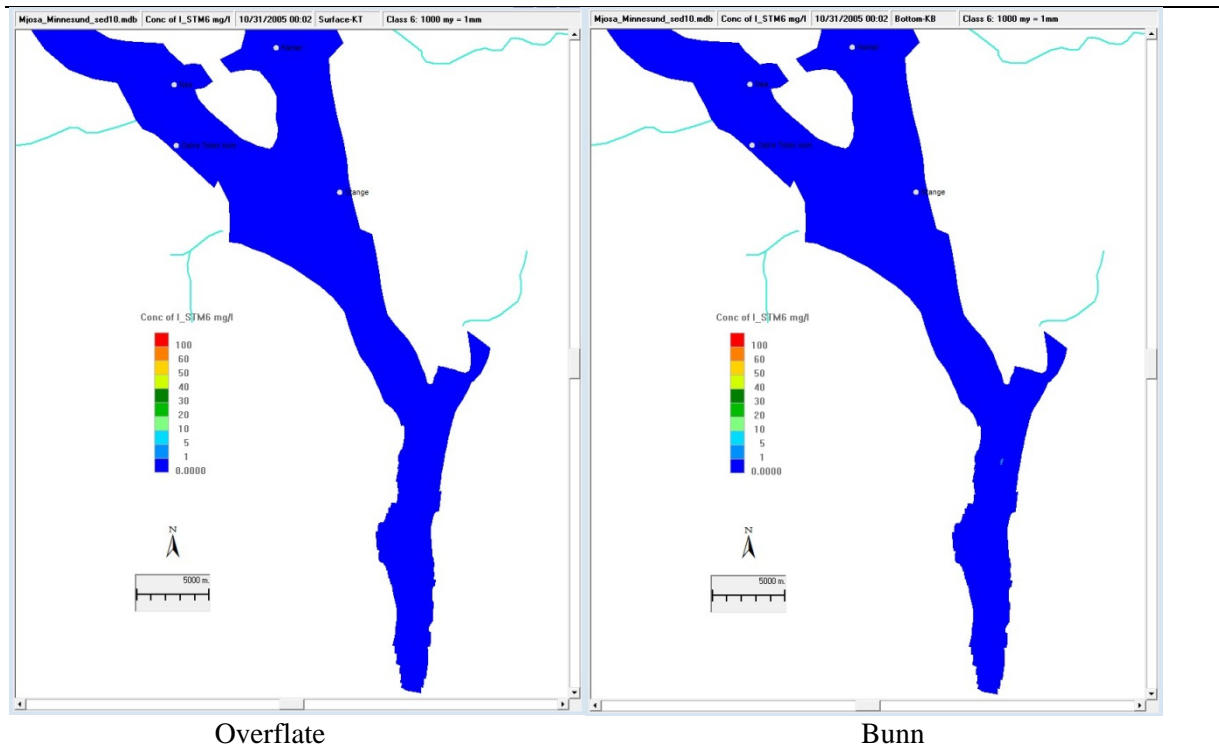 Mjosa_Minnesund_sed10.mdb Conc of I_STM6 mg/l 10/31/2005 00:02 Surface-KT Class 6: 1000 my = 1mm
Stange
Conc of I_STM6 mg/l
100
60
50
40
30
20
10
5
1
0.0000
N
5000 m.
Overflate
Mjosa_Minnesund_sed10.mdb Conc of I_STM6 mg/l 10/31/2005 00:02 Bottom-KB Class 6: 1000 my = 1mm
Stange
Conc of I_STM6 mg/l
100
60
50
40
30
20
10
5
1
0.0000
N
5000 m.
Bunn